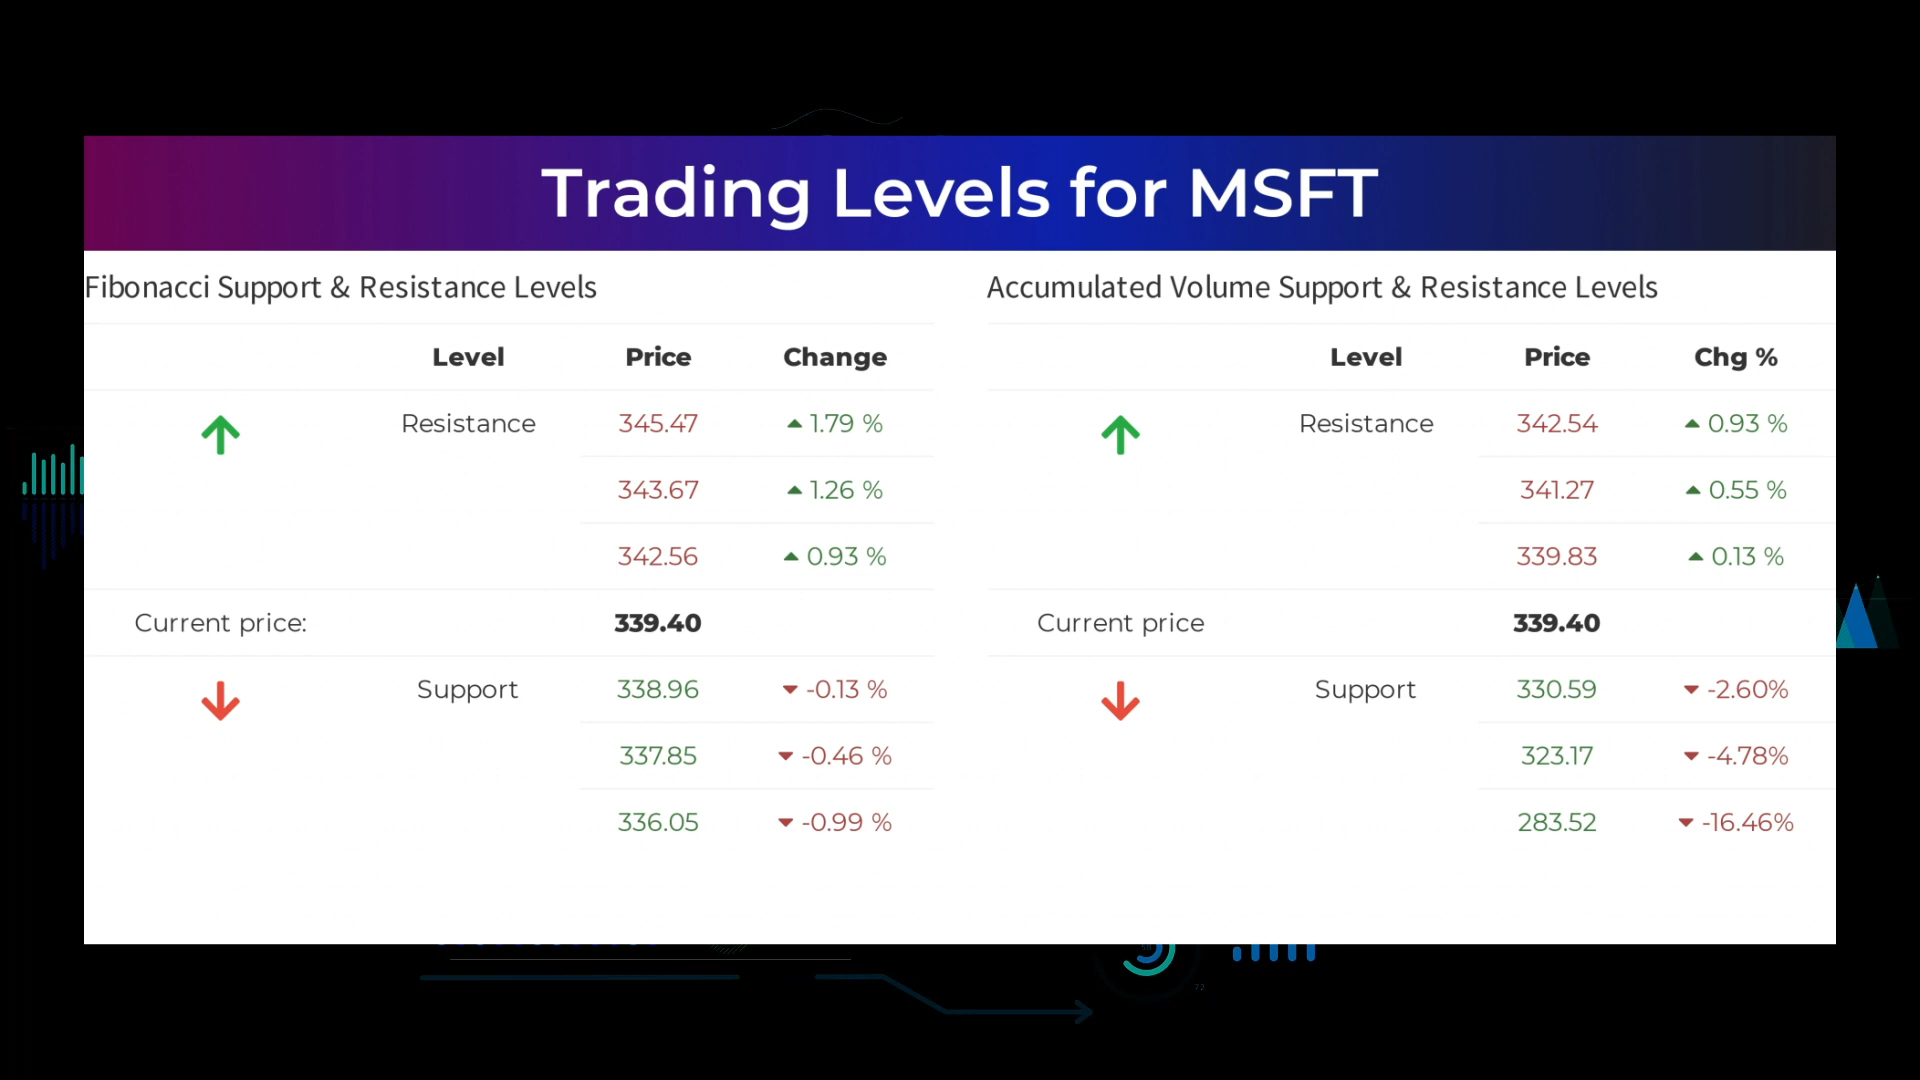 Trading Levels for MSFT
Fibonacci Support & Resistance Levels
Level Price Change
Resistance 345.47 1.79 %
343.67 1.26 %
342.56 0.93 %
Current price: 339.40
Support 338.96 -0.13 %
337.85 -0.46 %
336.05 -0.99 %
Accumulated Volume Support & Resistance Levels
Level Price Chg %
Resistance 342.54 0.93 %
341.27 0.55 %
339.83 0.13 %
Current price 339.40
Support 330.59 -2.60%
323.17 -4.78%
283.52 -16.46%
72